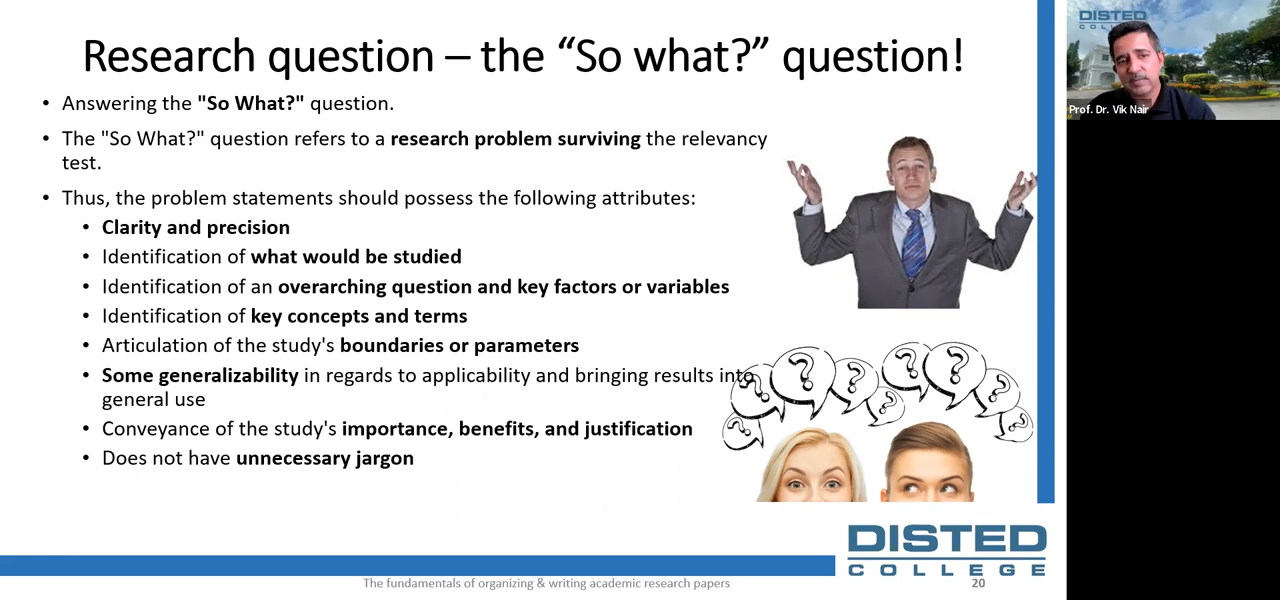 Research question – the “So what?” question!
• Answering the "So What?" question.
• The "So What?" question refers to a research problem surviving the relevancy
test.
• Thus, the problem statements should possess the following attributes:
• Clarity and precision
• Identification of what would be studied
• Identification of an overarching question and key factors or variables
• Identification of key concepts and terms
• Articulation of the study's boundaries or parameters
• Some generalizability in regards to applicability and bringing results into
general use
• Conveyance of the study's importance, benefits, and justification
• Does not have unnecessary jargon
? ? ? ? ? ? ? ? ?
DISTED
COLLEGE
The fundamentals of organizing & writing academic research papers
20
DISTED
Prof. Dr. Vik Nair